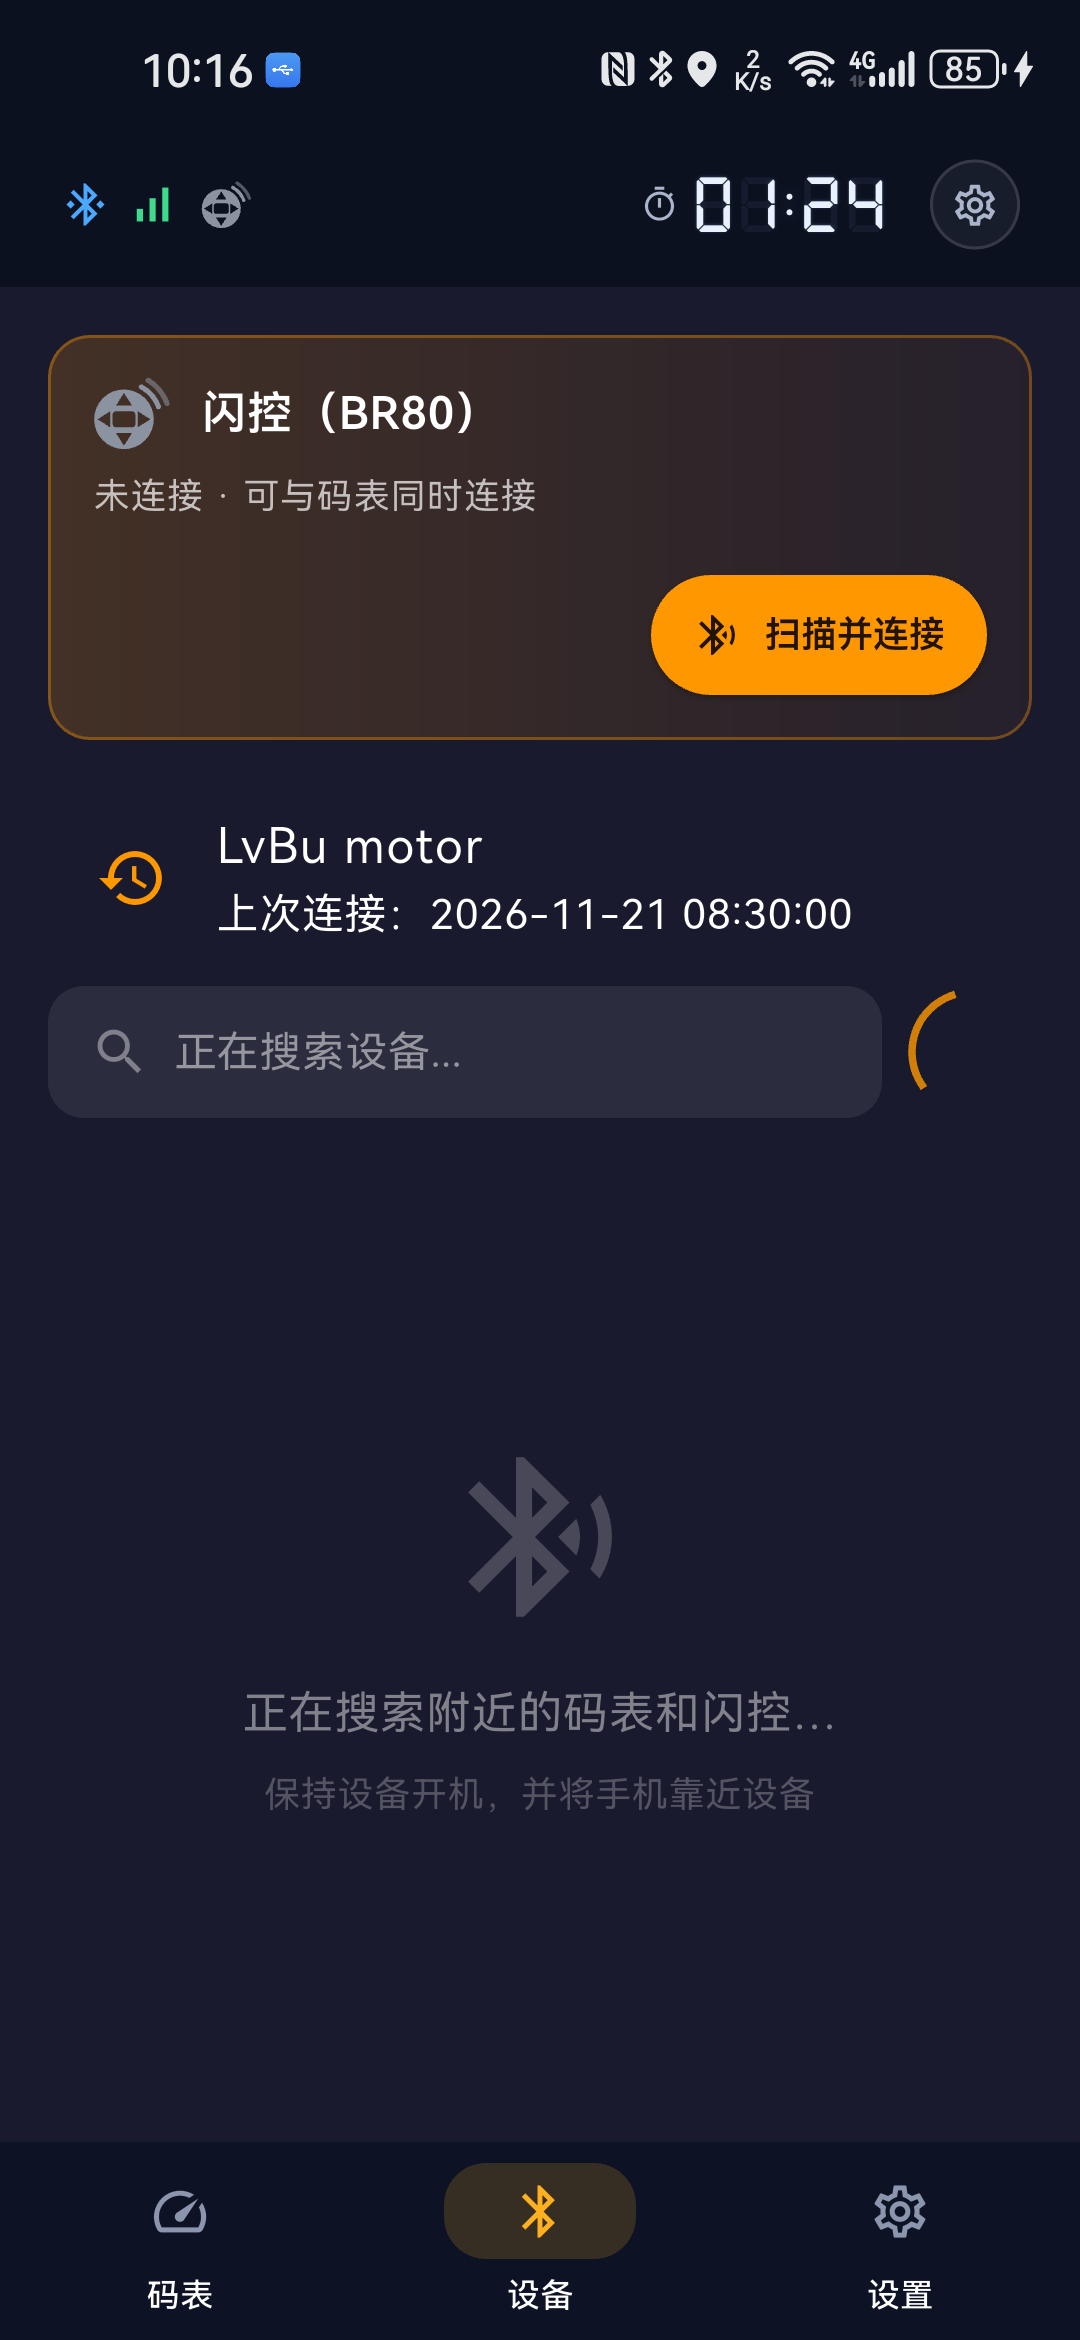 10:16
2 K/s 4G 85
01:24
闪控（BR80）
未连接 · 可与码表同时连接
扫描并连接
LvBu motor
上次连接：2026-11-21 08:30:00
正在搜索设备...
正在搜索附近的码表和闪控...
保持设备开机，并将手机靠近设备
码表 设备 设置